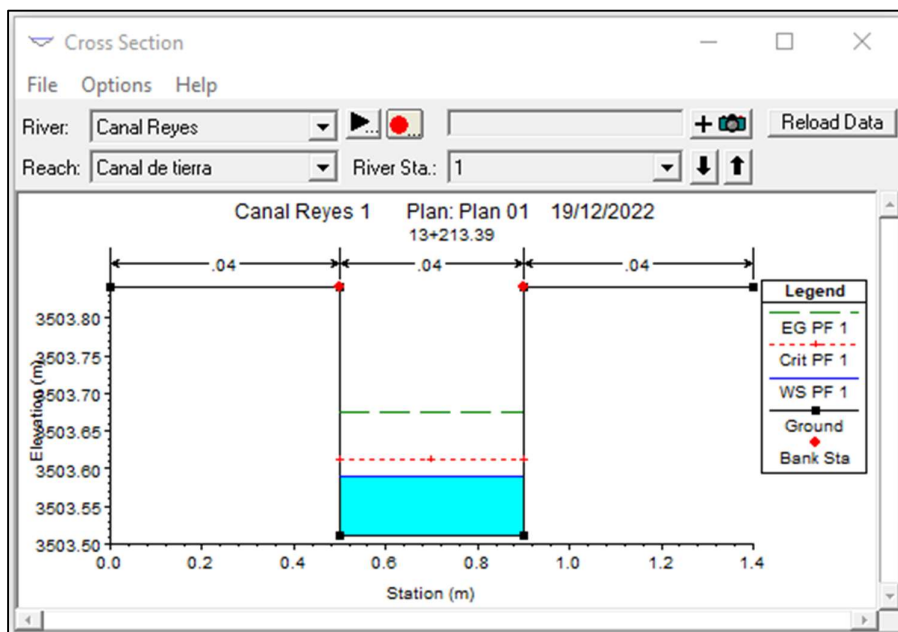 Cross Section
File Options Help
River: Canal Reyes Reload Data
Reach: Canal de tierra River Sta.: 1
Canal Reyes 1 Plan: Plan 01 19/12/2022
13+213.39
.04 .04 .04
Legend
EG PF 1
Crit PF 1
WS PF 1
Ground
Bank Sta
Elevation (m)
3503.80
3503.75
3503.70
3503.65
3503.60
3503.55
3503.50
0.0 0.2 0.4 0.6 0.8 1.0 1.2 1.4
Station (m)